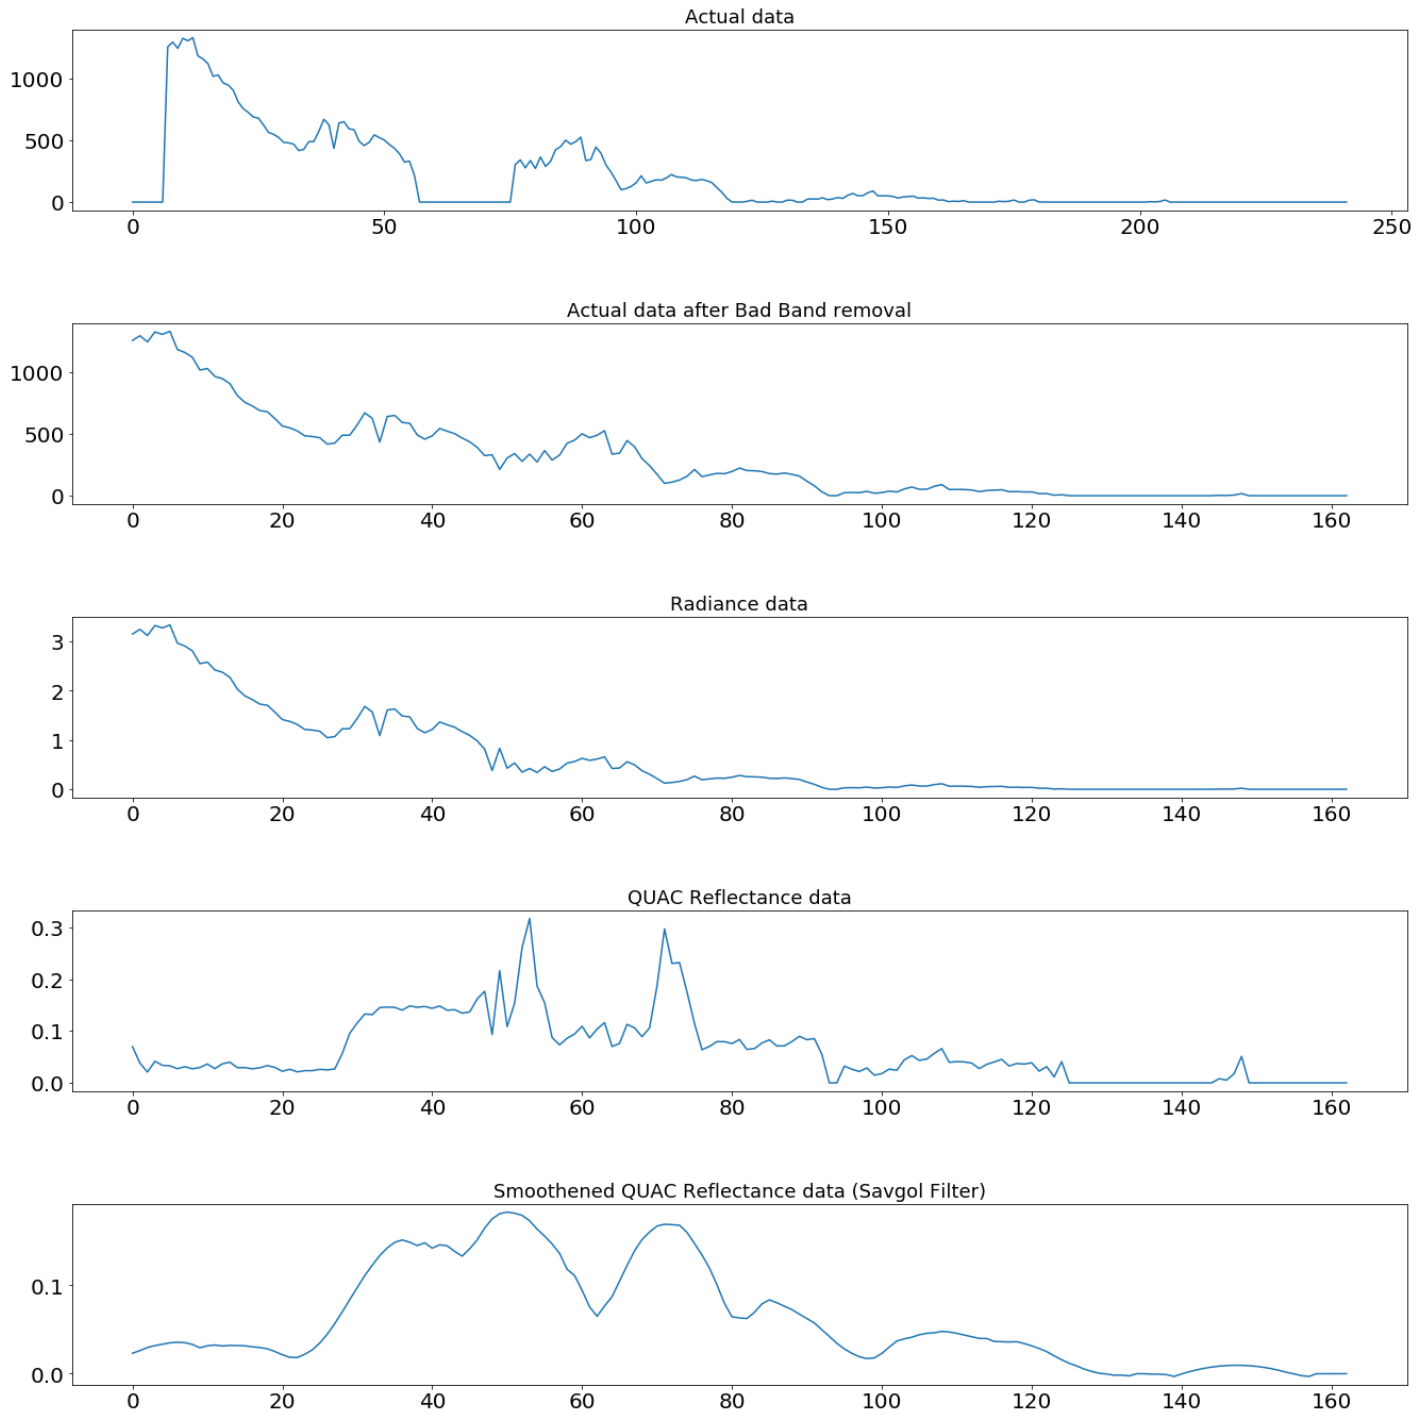 Actual data
1000
500
0
0 50 100 150 200 250
Actual data after Bad Band removal
1000
500
0
0 20 40 60 80 100 120 140 160
Radiance data
3
2
1
0
0 20 40 60 80 100 120 140 160
QUAC Reflectance data
0.3
0.2
0.1
0.0
0 20 40 60 80 100 120 140 160
Smoothened QUAC Reflectance data (Savgol Filter)
0.1
0.0
0 20 40 60 80 100 120 140 160